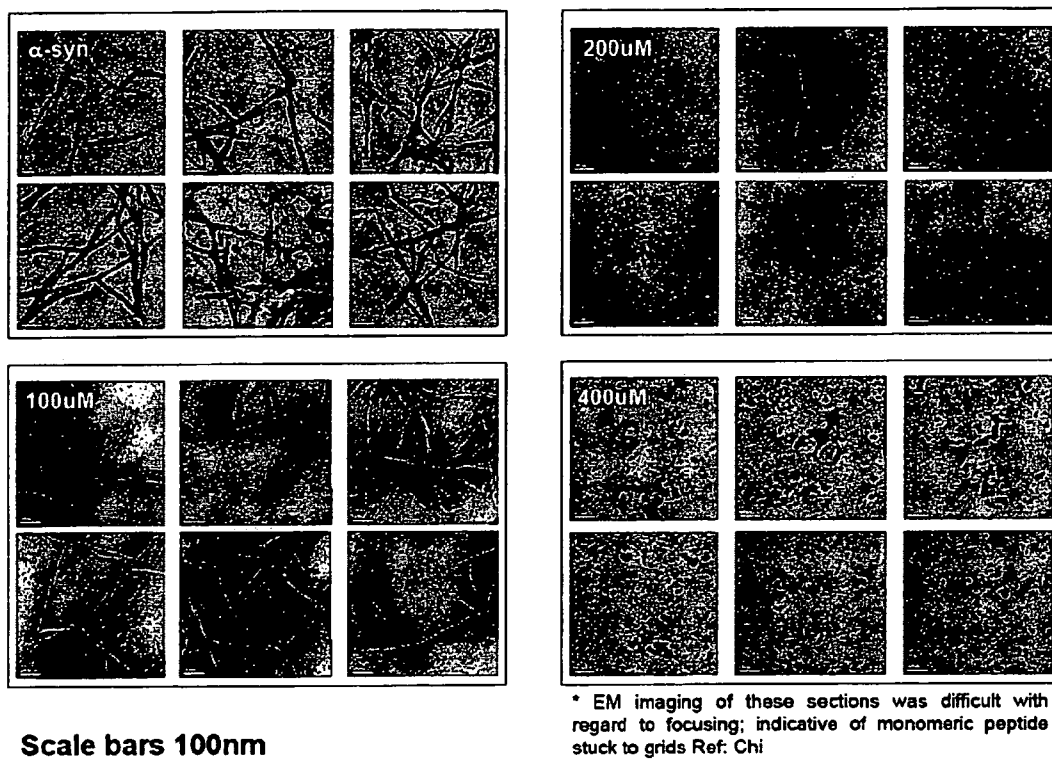 α-syn
200uM
100uM
400uM
* EM imaging of these sections was difficult with
regard to focusing; indicative of monomeric peptide
stuck to grids Ref: Chi
Scale bars 100nm